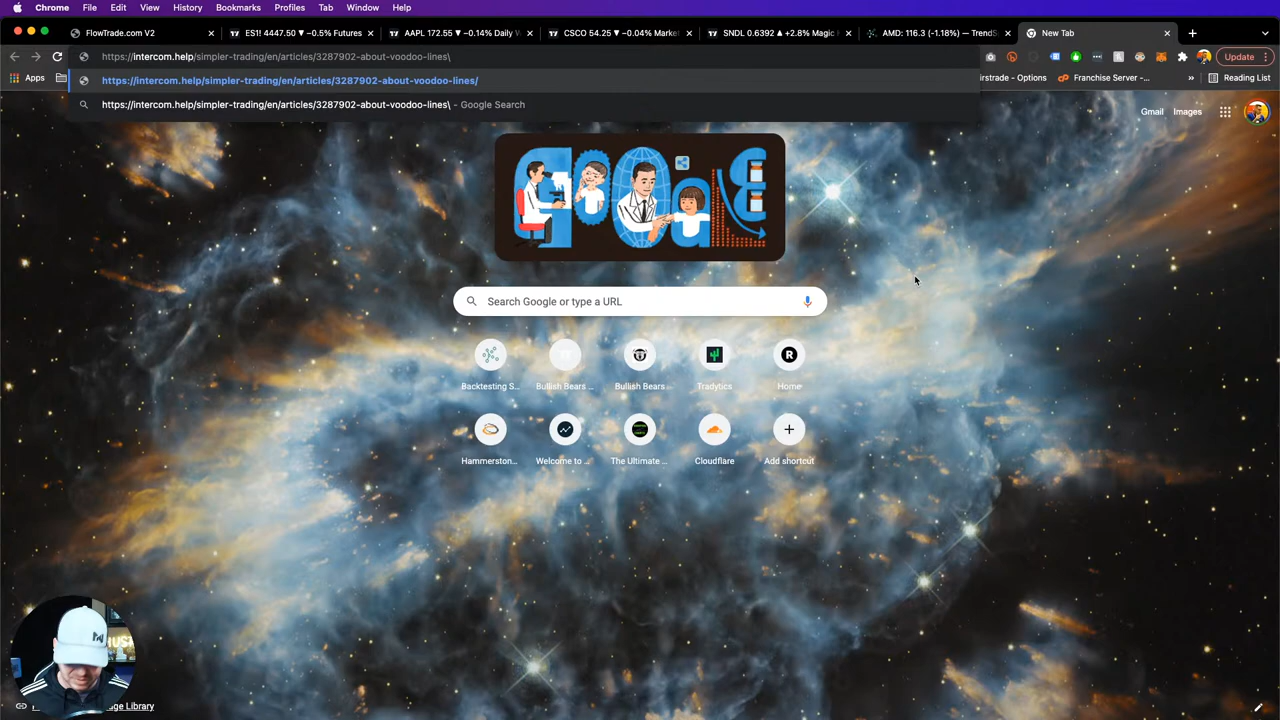 Chrome File Edit View History Bookmarks Profiles Tab Window Help
FlowTrade.com V2
ES1! 4447.50 ▼ −0.5% Futures
AAPL 172.55 ▼ −0.14% Daily
CSCO 54.25 ▼ −0.04% Market
SNDL 0.6392 ▲ +2.8% Magic
AMD: 116.3 (-1.18%) — TrendS
New Tab
https://intercom.help/simpler-trading/en/articles/3287902-about-voodoo-lines\
Update
Apps
https://intercom.help/simpler-trading/en/articles/3287902-about-voodoo-lines/
irstrade - Options
Franchise Server -...
»
Reading List
https://intercom.help/simpler-trading/en/articles/3287902-about-voodoo-lines\ - Google Search
Gmail Images
Search Google or type a URL
Backtesting S... Bullish Bears ... Bullish Bears ... Tradytics Home
Hammerston... Welcome to ... The Ultimate ... Cloudflare Add shortcut
Library